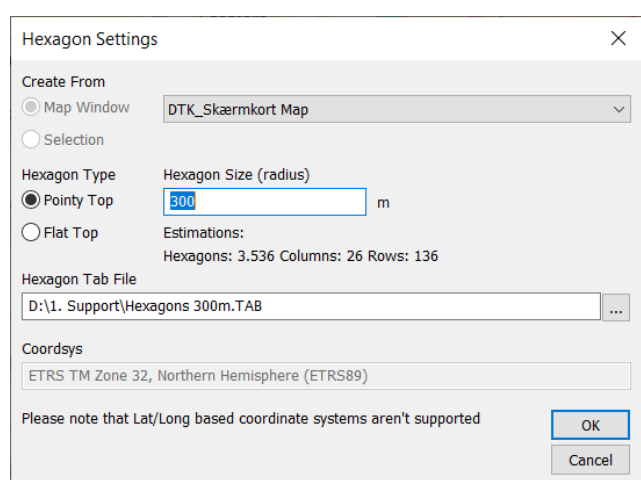 Hexagon Settings
Create From
Map Window DTK_Skærmkort Map
Selection
Hexagon Type Hexagon Size (radius)
Pointy Top 300 m
Flat Top Estimations:
Hexagons: 3.536 Columns: 26 Rows: 136
Hexagon Tab File
D:\1. Support\Hexagons 300m.TAB ...
Coordsys
ETRS TM Zone 32, Northern Hemisphere (ETRS89)
Please note that Lat/Long based coordinate systems aren't supported OK
Cancel